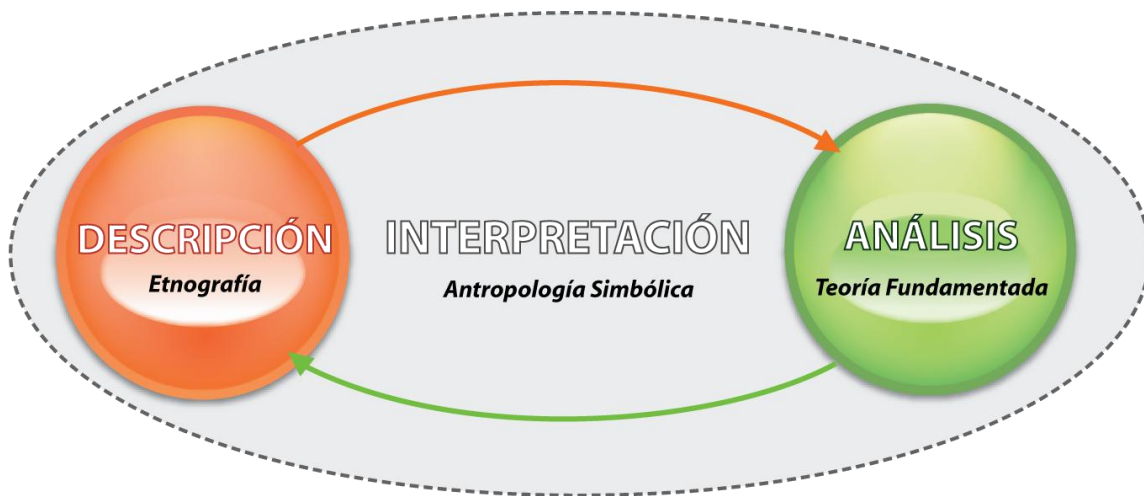 DESCRIPCIÓN
Etnografía
INTERPRETACIÓN
Antropología Simbólica
ANÁLISIS
Teoría Fundamentada